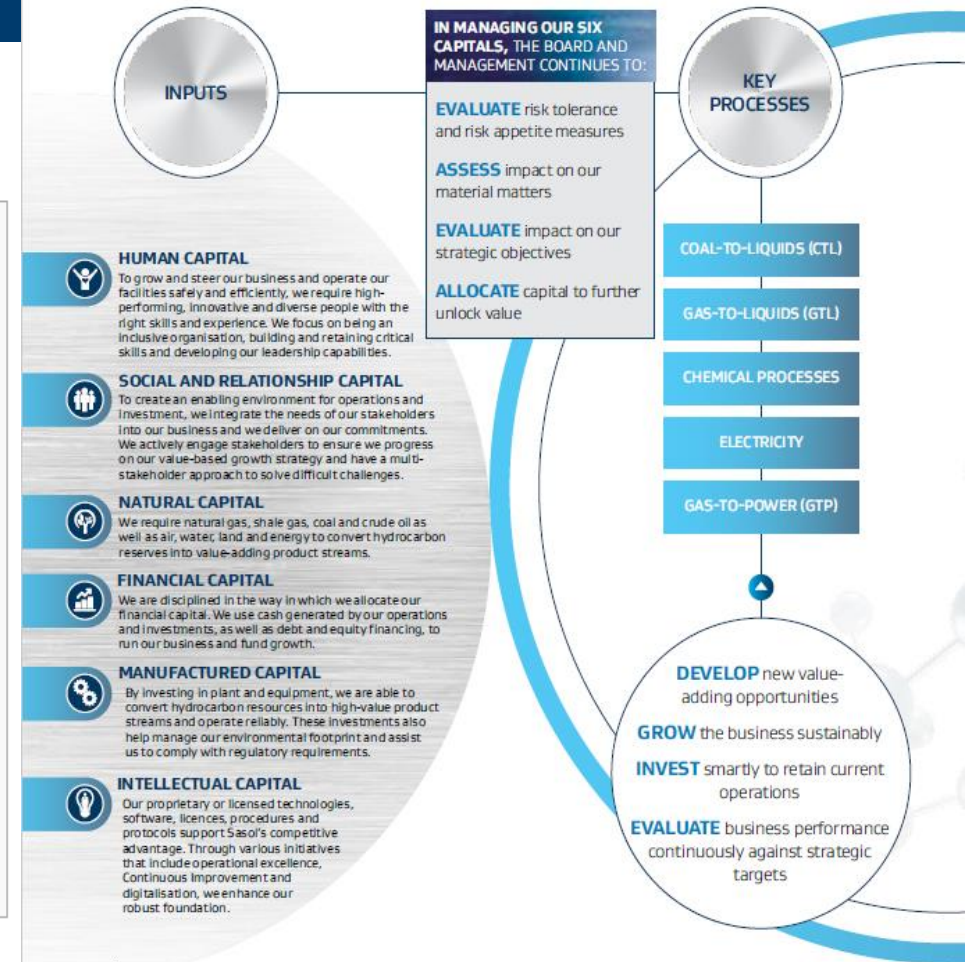 INPUTS
IN MANAGING OUR SIX
CAPITALS, THE BOARD AND
MANAGEMENT CONTINUES TO:
EVALUATE risk tolerance
and risk appetite measures
ASSESS impact on our
material matters
EVALUATE impact on our
strategic objectives
ALLOCATE capital to further
unlock value
KEY
PROCESSES
HUMAN CAPITAL
To grow and steer our business and operate our
facilities safely and efficiently, we require high-
performing, innovative and diverse people with the
right skills and experience. We focus on being an
inclusive organisation, building and retaining critical
skills and developing our leadership capabilities.
SOCIAL AND RELATIONSHIP CAPITAL
To create an enabling environment for operations and
investment, we integrate the needs of our stakeholders
into our business and we deliver on our commitments.
We actively engage stakeholders to ensure we progress
on our value-based growth strategy and have a multi-
stakeholder approach to solve difficult challenges.
NATURAL CAPITAL
We require natural gas, shale gas, coal and crude oil as
well as air, water, land and energy to convert hydrocarbon
reserves into value-adding product streams.
FINANCIAL CAPITAL
We are disciplined in the way in which we allocate our
financial capital. We use cash generated by our operations
and investments, as well as debt and equity financing, to
run our business and fund growth.
MANUFACTURED CAPITAL
By investing in plant and equipment, we are able to
convert hydrocarbon resources into high-value product
streams and operate reliably. These investments also
help manage our environmental footprint and assist
us to comply with regulatory requirements.
INTELLECTUAL CAPITAL
Our proprietary or licensed technologies,
software, licences, procedures and
protocols support Sasol's competitive
advantage. Through various initiatives
that include operational excellence,
Continuous Improvement and
digitalisation, we enhance our
robust foundation.
COAL-TO-LIQUIDS (CTL)
GAS-TO-LIQUIDS (GTL)
CHEMICAL PROCESSES
ELECTRICITY
GAS-TO-POWER (GTP)
DEVELOP new value-
adding opportunities
GROW the business sustainably
INVEST smartly to retain current
operations
EVALUATE business performance
continuously against strategic
targets